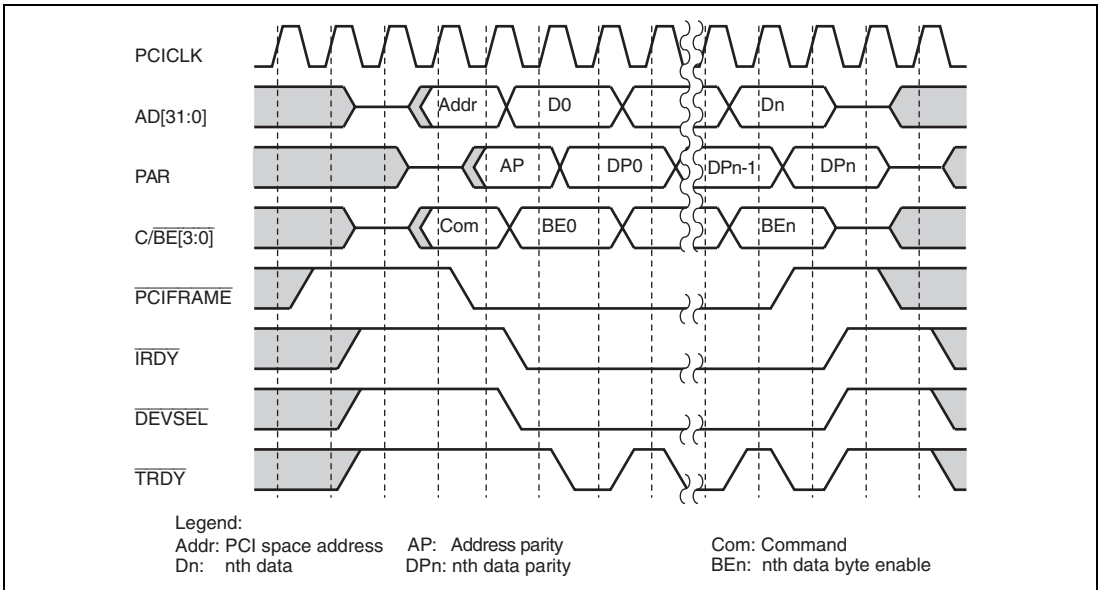 PCICLK
AD[31:0] Addr D0 Dn
PAR AP DP0 DPn-1 DPn
C/BE[3:0] Com BE0 BEn
PCIFRAME
IRDY
DEVSEL
TRDY
Legend:
Addr: PCI space address AP: Address parity Com: Command
Dn: nth data DPn: nth data parity BEn: nth data byte enable